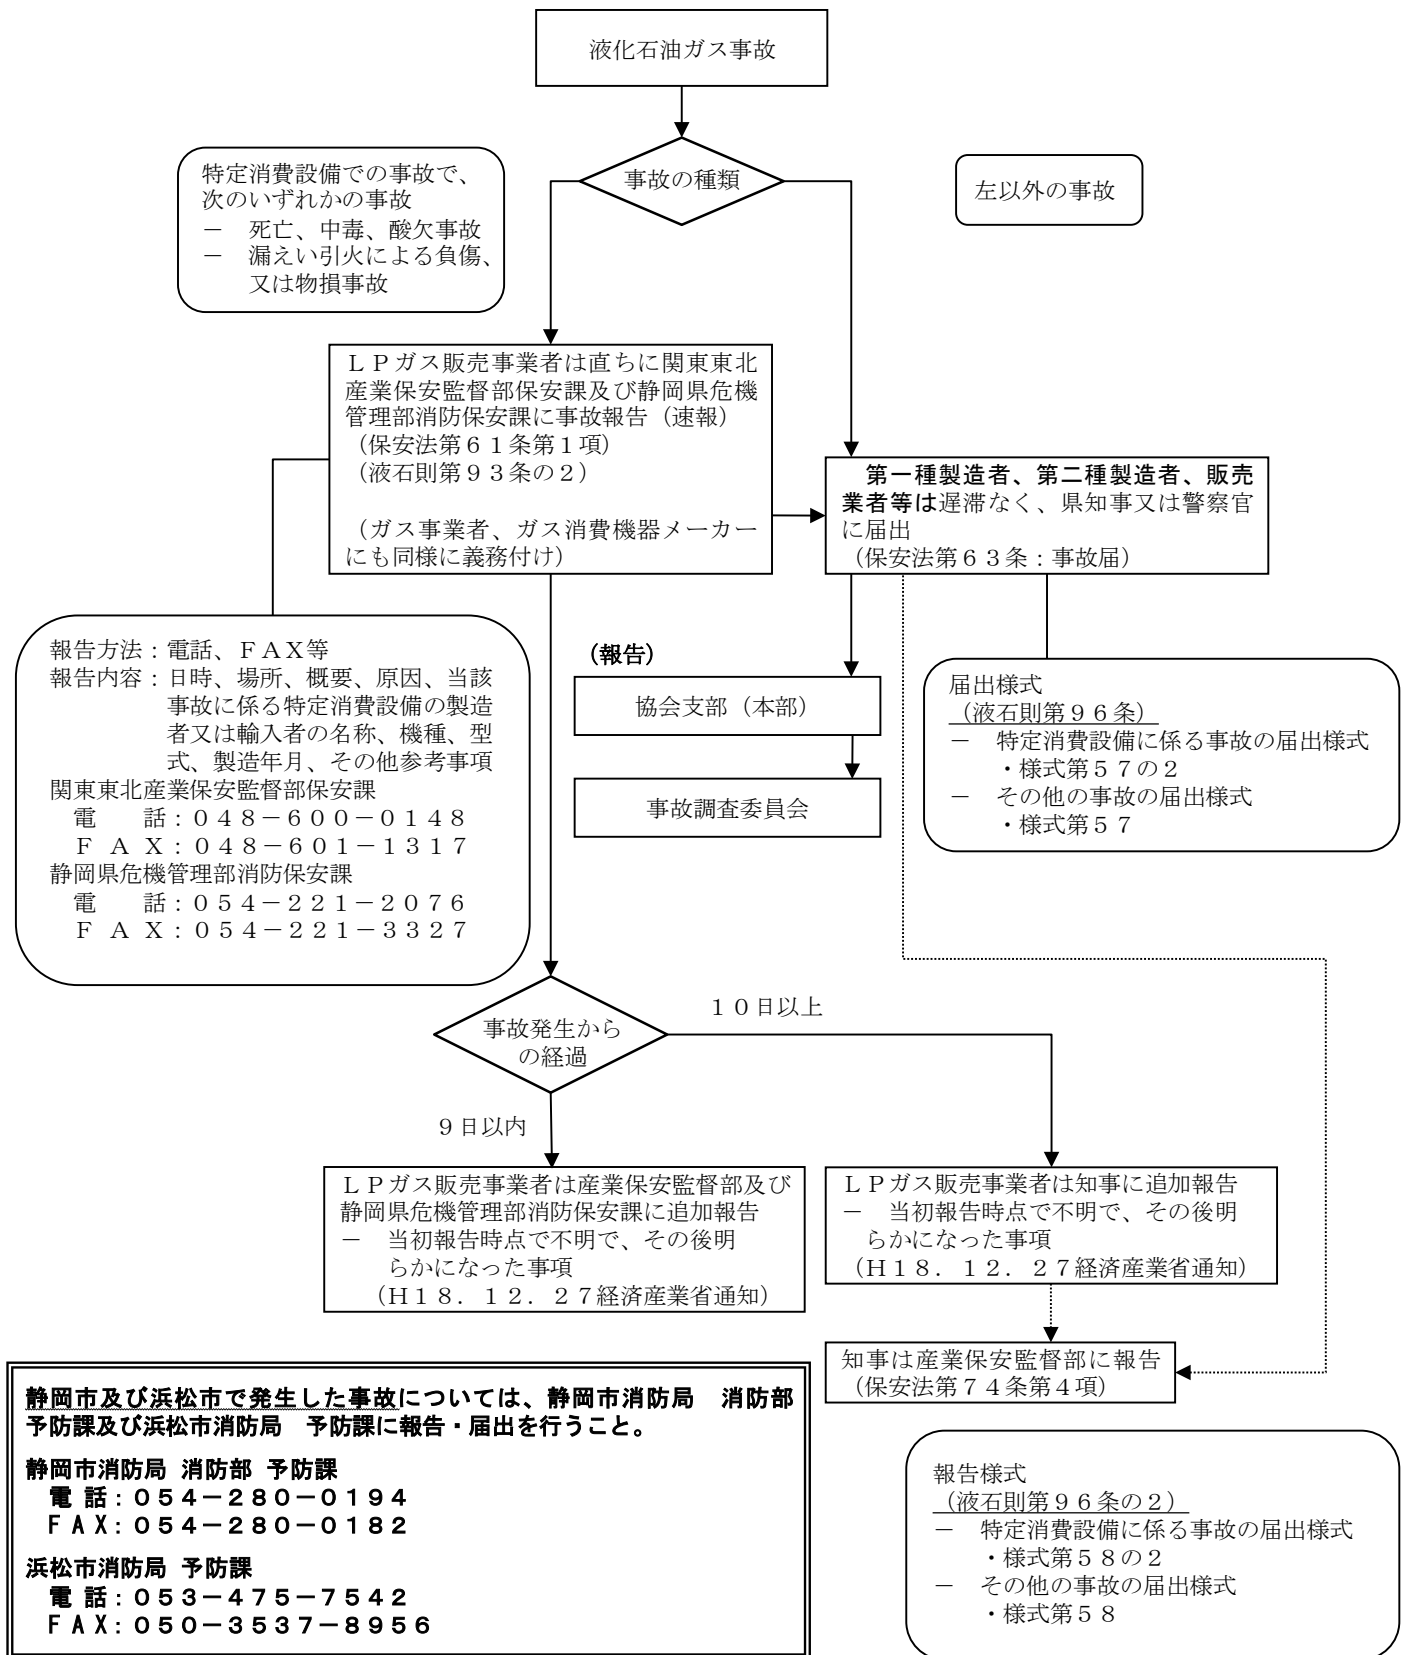 液化石油ガス事故
事故の種類
特定消費設備での事故で、
次のいずれかの事故
－　死亡、中毒、酸欠事故
－　漏えい引火による負傷、
又は物損事故
左以外の事故
ＬＰガス販売事業者は直ちに関東東北
産業保安監督部保安課及び静岡県危機
管理部消防保安課に事故報告（速報）
（保安法第６１条第１項）
（液石則第９３条の２）
（ガス事業者、ガス消費機器メーカー
にも同様に義務付け）
第一種製造者、第二種製造者、販売
業者等は遅滞なく、県知事又は警察官
に届出
（保安法第６３条：事故届）
報告方法：電話、ＦＡＸ等
報告内容：日時、場所、概要、原因、当該
事故に係る特定消費設備の製造
者又は輸入者の名称、機種、型
式、製造年月、その他参考事項
関東東北産業保安監督部保安課
電　　話：０４８－６００－０１４８
Ｆ Ａ Ｘ：０４８－６０１－１３１７
静岡県危機管理部消防保安課
電　　話：０５４－２２１－２０７６
Ｆ Ａ Ｘ：０５４－２２１－３３２７
（報告）
協会支部（本部）
事故調査委員会
届出様式
（液石則第９６条）
－　特定消費設備に係る事故の届出様式
・様式第５７の２
－　その他の事故の届出様式
・様式第５７
事故発生から
の経過
１０日以上
９日以内
ＬＰガス販売事業者は産業保安監督部及び
静岡県危機管理部消防保安課に追加報告
－　当初報告時点で不明で、その後明
らかになった事項
（Ｈ１８．１２．２７経済産業省通知）
ＬＰガス販売事業者は知事に追加報告
－　当初報告時点で不明で、その後明
らかになった事項
（Ｈ１８．１２．２７経済産業省通知）
知事は産業保安監督部に報告
（保安法第７４条第４項）
静岡市及び浜松市で発生した事故については、静岡市消防局　消防部
予防課及び浜松市消防局　予防課に報告・届出を行うこと。
静岡市消防局 消防部 予防課
電 話：０５４－２８０－０１９４
ＦＡＸ：０５４－２８０－０１８２
浜松市消防局 予防課
電 話：０５３－４７５－７５４２
ＦＡＸ：０５０－３５３７－８９５６
報告様式
（液石則第９６条の２）
－　特定消費設備に係る事故の届出様式
・様式第５８の２
－　その他の事故の届出様式
・様式第５８